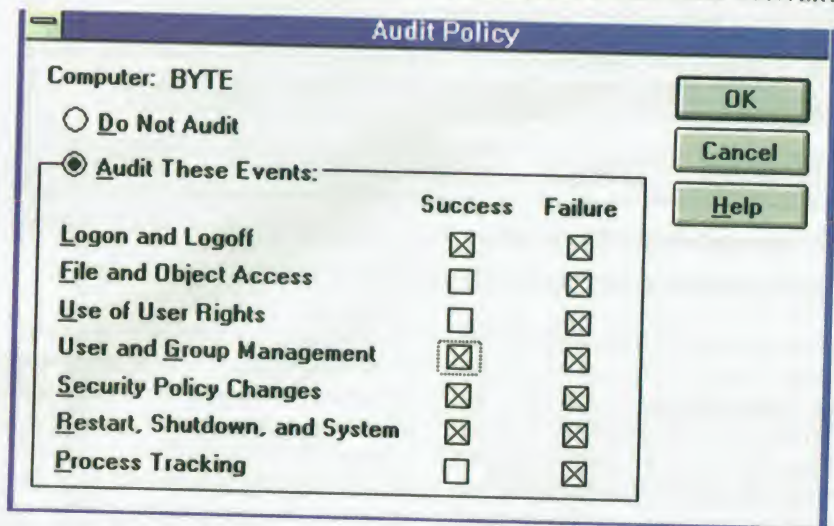 Audit Policy
Computer: BYTE
Do Not Audit
Audit These Events:
Success Failure
Logon and Logoff
File and Object Access
Use of User Rights
User and Group Management
Security Policy Changes
Restart, Shutdown, and System
Process Tracking
OK
Cancel
Help